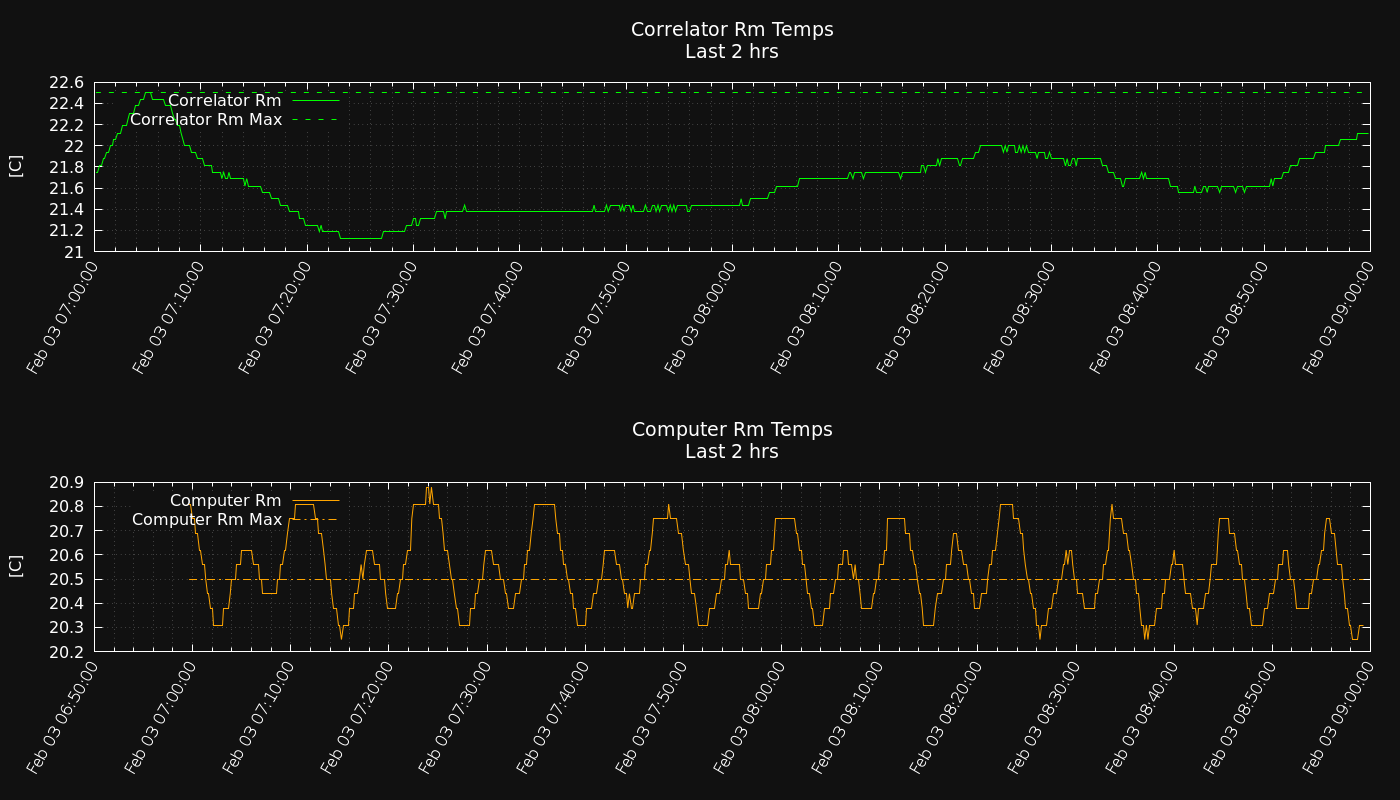 Correlator Rm Temps
Last 2 hrs
22.6
22.4
22.2
22
21.8
21.6
21.4
21.2
21
[C]
Correlator Rm
Correlator Rm Max
Feb 03 07:00:00
Feb 03 07:10:00
Feb 03 07:20:00
Feb 03 07:30:00
Feb 03 07:40:00
Feb 03 07:50:00
Feb 03 08:00:00
Feb 03 08:10:00
Feb 03 08:20:00
Feb 03 08:30:00
Feb 03 08:40:00
Feb 03 08:50:00
Feb 03 09:00:00
Computer Rm Temps
Last 2 hrs
20.9
20.8
20.7
20.6
20.5
20.4
20.3
20.2
[C]
Computer Rm
Computer Rm Max
Feb 03 06:50:00
Feb 03 07:00:00
Feb 03 07:10:00
Feb 03 07:20:00
Feb 03 07:30:00
Feb 03 07:40:00
Feb 03 07:50:00
Feb 03 08:00:00
Feb 03 08:10:00
Feb 03 08:20:00
Feb 03 08:30:00
Feb 03 08:40:00
Feb 03 08:50:00
Feb 03 09:00:00